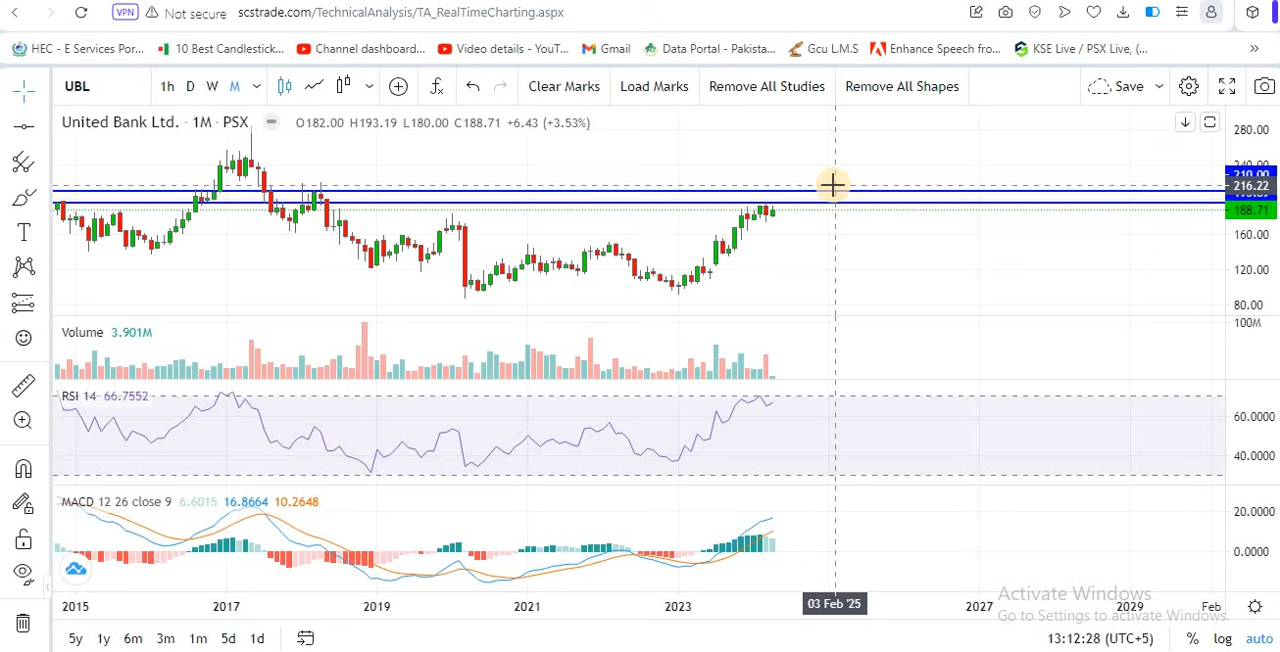 VPN Not secure scstrade.com/TechnicalAnalysis/TA_RealTimeCharting.aspx
HEC - E Services Por... 10 Best Candlestick... Channel dashboard... Video details - YouT... Gmail Data Portal - Pakista... Gcu L.M.S Enhance Speech fro... KSE Live / PSX Live, (... »
UBL 1h D W M Clear Marks Load Marks Remove All Studies Remove All Shapes Save
United Bank Ltd. · 1M · PSX O182.00 H193.19 L180.00 C188.71 +6.43 (+3.53%)
280.00
240.00
210.00
216.22
188.71
160.00
120.00
80.00
Volume 3.901M
100M
RSI 14 66.7552
60.0000
40.0000
MACD 12 26 close 9 6.6015 16.8664 10.2648
20.0000
0.0000
Activate Windows
2015 2017 2019 2021 2023 03 Feb '25 2027 2029 Feb
Go to Settings to activate Windows.
5y 1y 6m 3m 1m 5d 1d 13:12:28 (UTC+5) % log auto